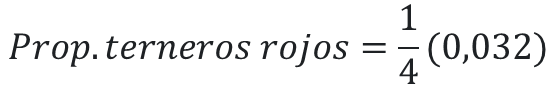 Prop. terneros rojos = 1/4 (0,032)